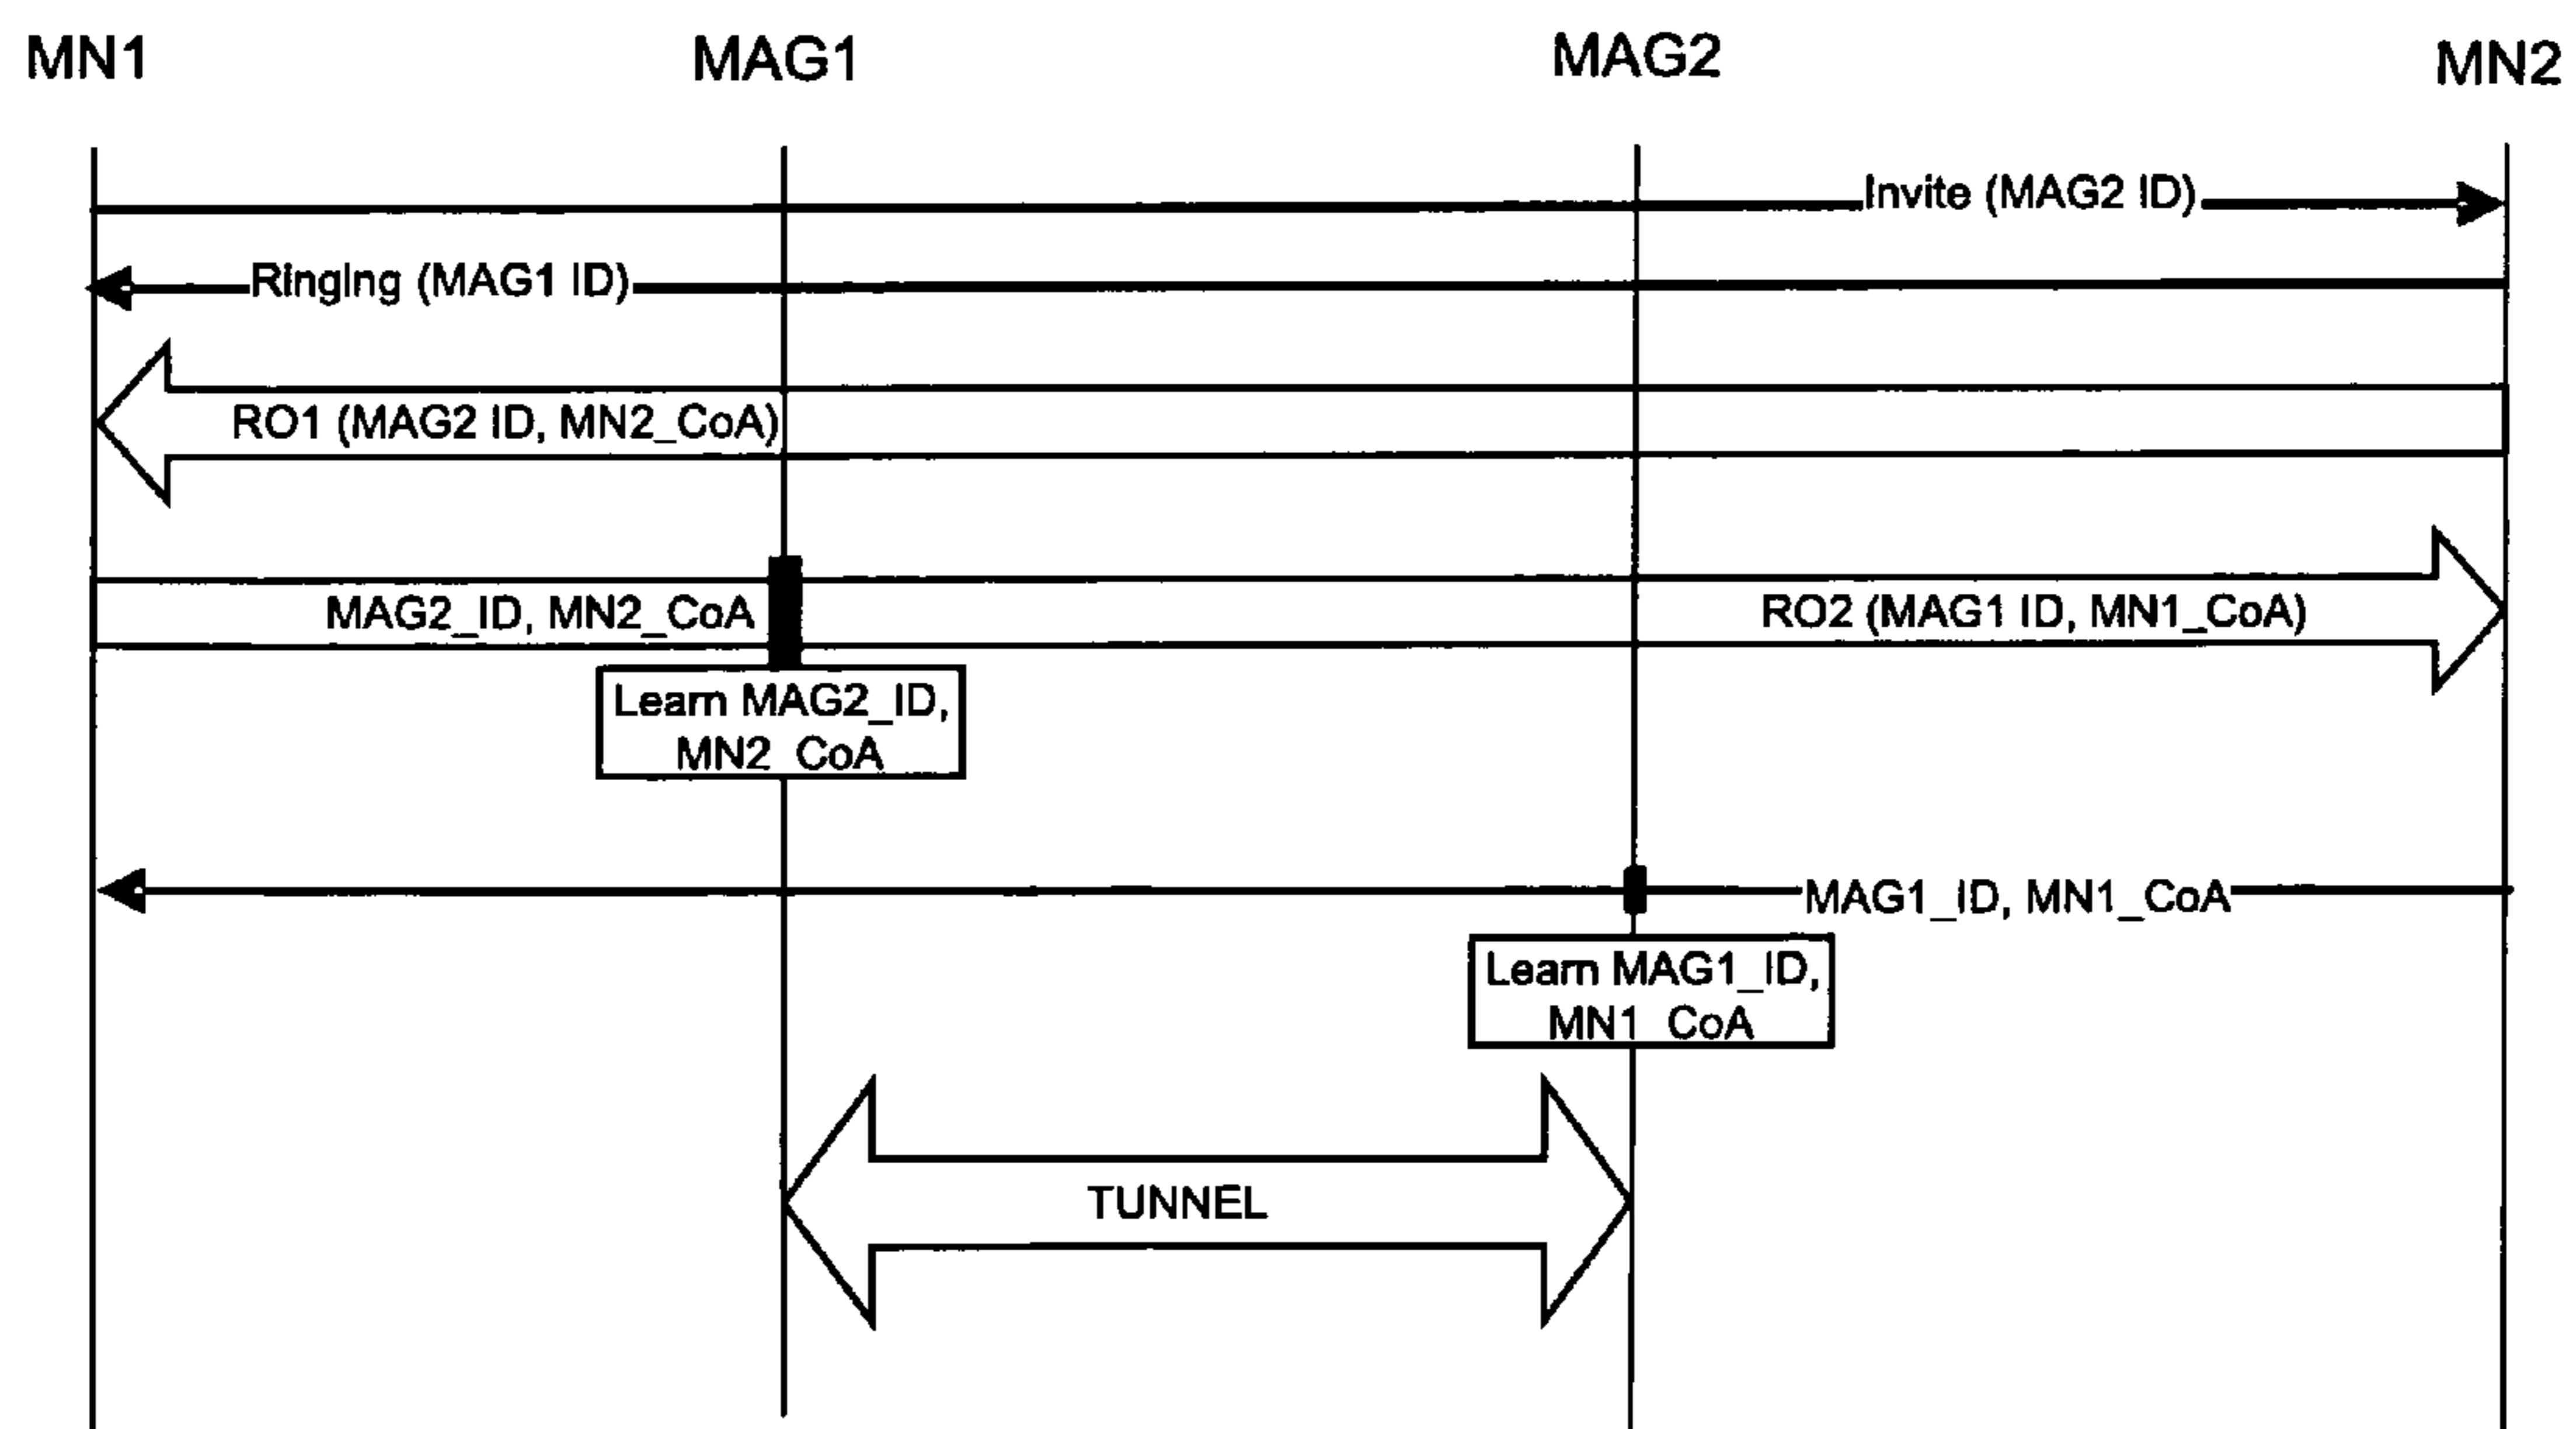 MN1 MAG1 MAG2 MN2
Invite (MAG2 ID)
Ringing (MAG1 ID)
RO1 (MAG2 ID, MN2_CoA)
MAG2_ID, MN2_CoA RO2 (MAG1 ID, MN1_CoA)
Learn MAG2_ID,
MN2_CoA
MAG1_ID, MN1_CoA
Learn MAG1_ID,
MN1_CoA
TUNNEL